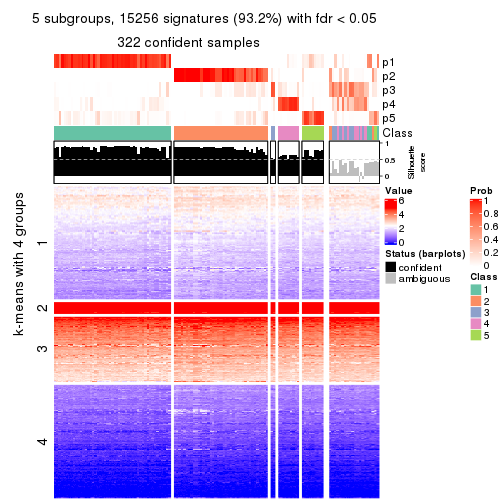 5 subgroups, 15256 signatures (93.2%) with fdr < 0.05
322 confident samples
p1
p2
p3
p4
p5
Class
1
0.5
0
Silhouette
score
k-means with 4 groups
1
2
3
4
Value
6
4
2
0
Status (barplots)
confident
ambiguous
Prob
1
0.8
0.6
0.4
0.2
0
Class
1
2
3
4
5